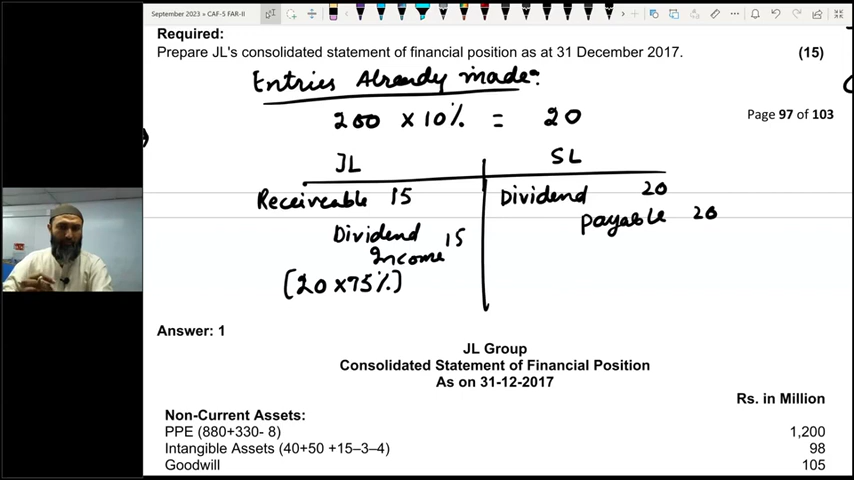 September 2023 » CAF-5 FAR-II
Required:
Prepare JL's consolidated statement of financial position as at 31 December 2017. (15)
Entries Already made:
200 x 10% = 20
Page 97 of 103
JL SL
Receiveable 15 Dividend 20
payable 20
Dividend Income 15
[20 x 75%]
Answer: 1
JL Group
Consolidated Statement of Financial Position
As on 31-12-2017
Rs. in Million
Non-Current Assets:
PPE (880+330- 8) 1,200
Intangible Assets (40+50 +15–3–4) 98
Goodwill 105